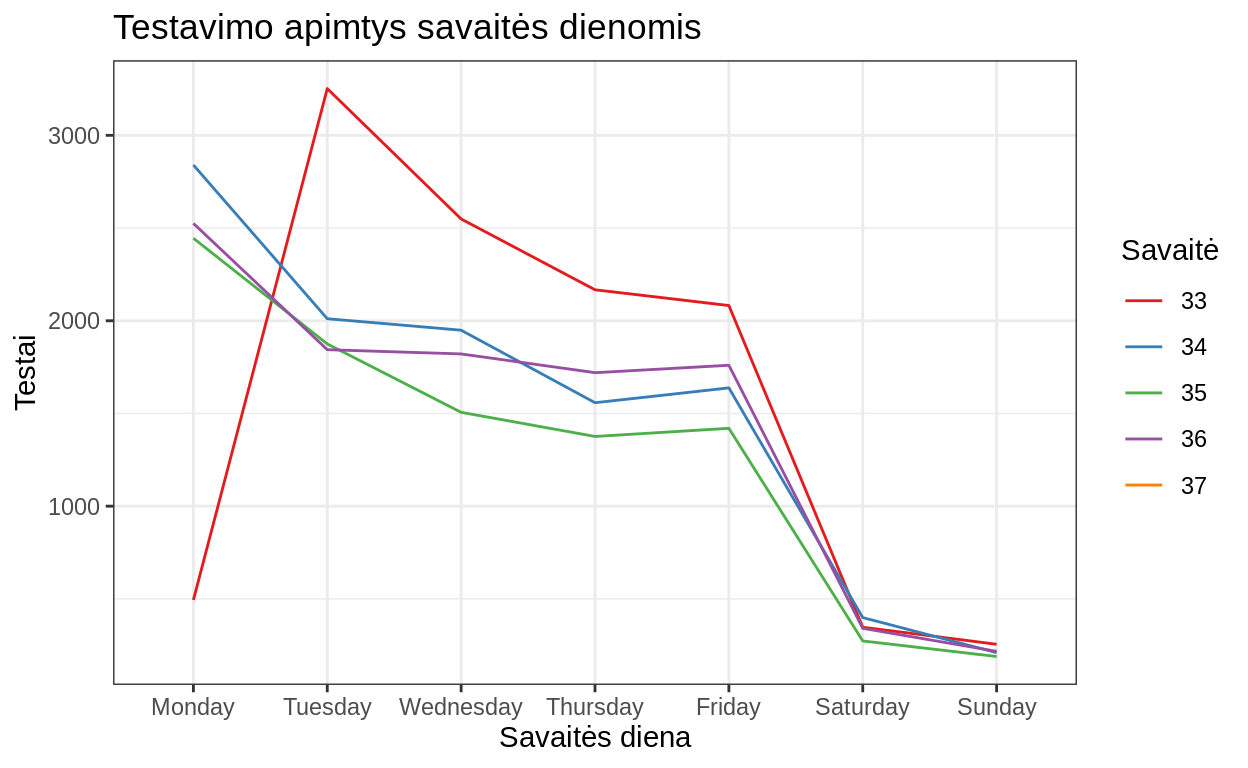 Testavimo apimtys savaitės dienomis
Testai
3000
2000
1000
Monday Tuesday Wednesday Thursday Friday Saturday Sunday
Savaitės diena
Savaitė
33
34
35
36
37